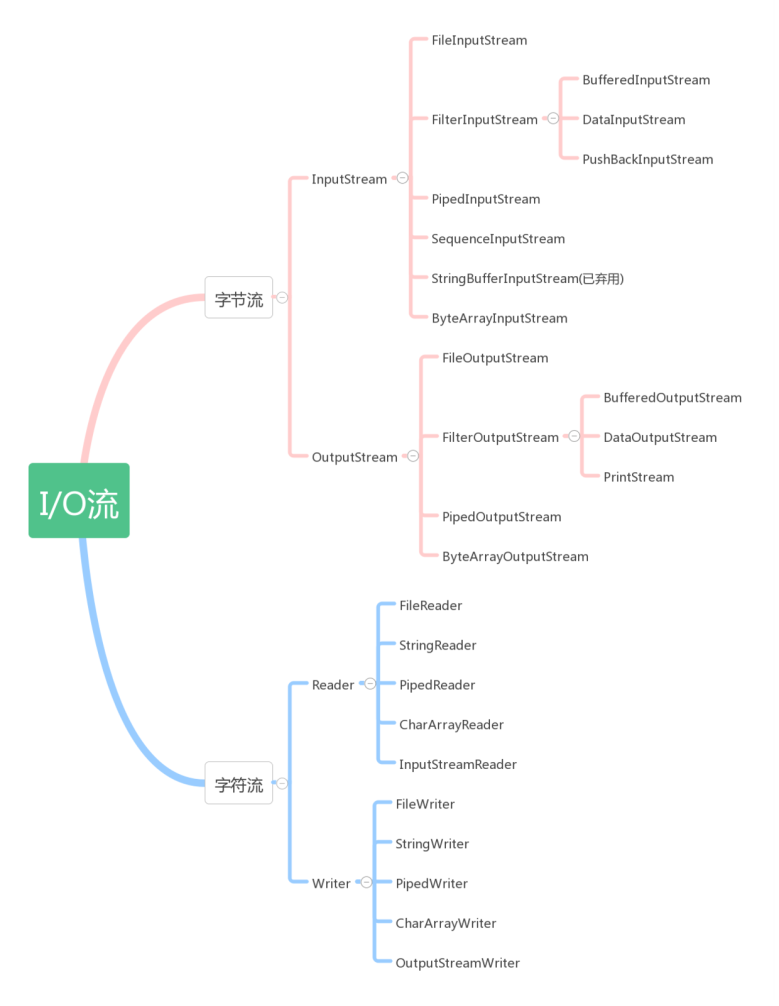 I/O流
字节流
InputStream
FileInputStream
FilterInputStream
BufferedInputStream
DataInputStream
PushBackInputStream
PipedInputStream
SequenceInputStream
StringBufferInputStream(已弃用)
ByteArrayInputStream
OutputStream
FileOutputStream
FilterOutputStream
BufferedOutputStream
DataOutputStream
PrintStream
PipedOutputStream
ByteArrayOutputStream
字符流
Reader
FileReader
StringReader
PipedReader
CharArrayReader
InputStreamReader
Writer
FileWriter
StringWriter
PipedWriter
CharArrayWriter
OutputStreamWriter